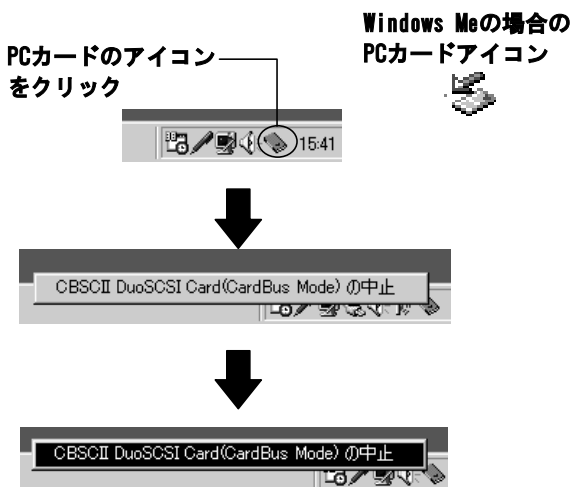 Windows Meの場合の
PCカードアイコン
PCカードのアイコン
をクリック
15:41
CBSCII DuoSCSI Card(CardBus Mode) の中止
CBSCII DuoSCSI Card(CardBus Mode) の中止